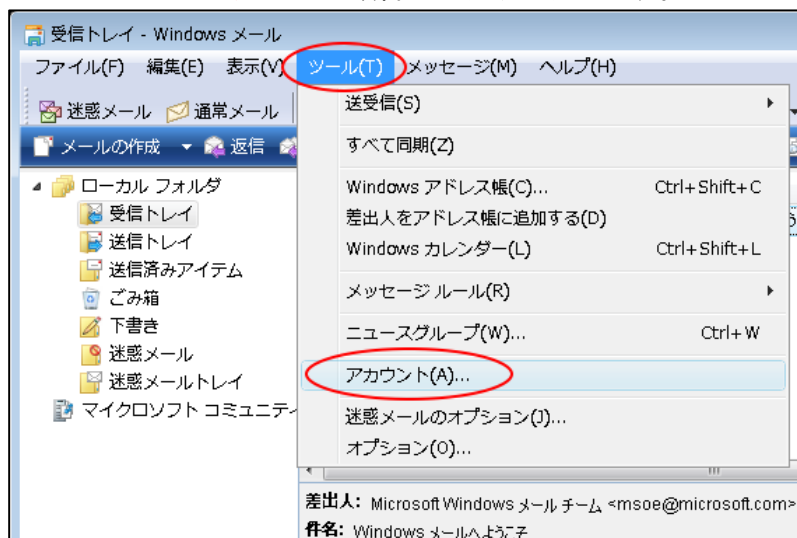 受信トレイ - Windows メール
ファイル(F) 編集(E) 表示(V) ツール(T) メッセージ(M) ヘルプ(H)
迷惑メール 通常メール
メールの作成 返信
ローカル フォルダ
受信トレイ
送信トレイ
送信済みアイテム
ごみ箱
下書き
迷惑メール
迷惑メールトレイ
マイクロソフト コミュニティ
送受信(S)
すべて同期(Z)
Windows アドレス帳(C)... Ctrl+Shift+C
差出人をアドレス帳に追加する(D)
Windows カレンダー(L) Ctrl+Shift+L
メッセージ ルール(R)
ニュースグループ(W)... Ctrl+W
アカウント(A)...
迷惑メールのオプション(J)...
オプション(O)...
差出人: Microsoft Windows メール チーム <msoe@microsoft.com>
件名: Windows メールへようこそ